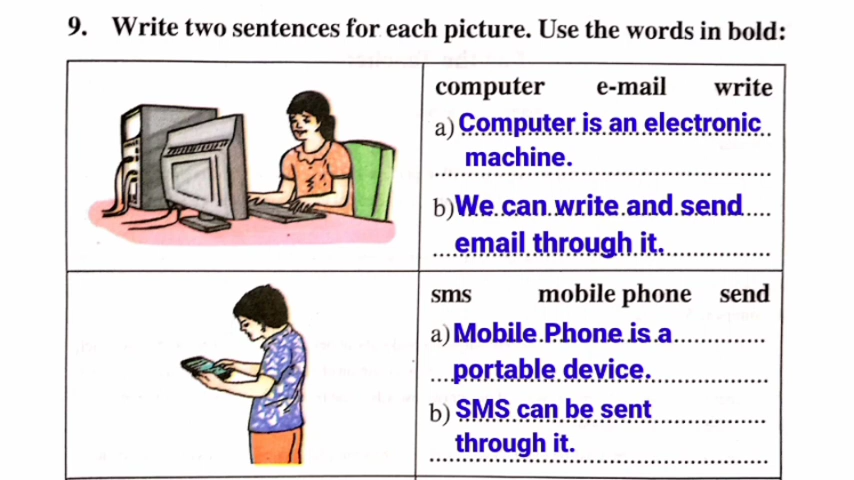 9. Write two sentences for each picture. Use the words in bold:
computer e-mail write
a) Computer is an electronic
machine.
b) We can write and send
email through it.
sms mobile phone send
a) Mobile Phone is a
portable device.
b) SMS can be sent
through it.